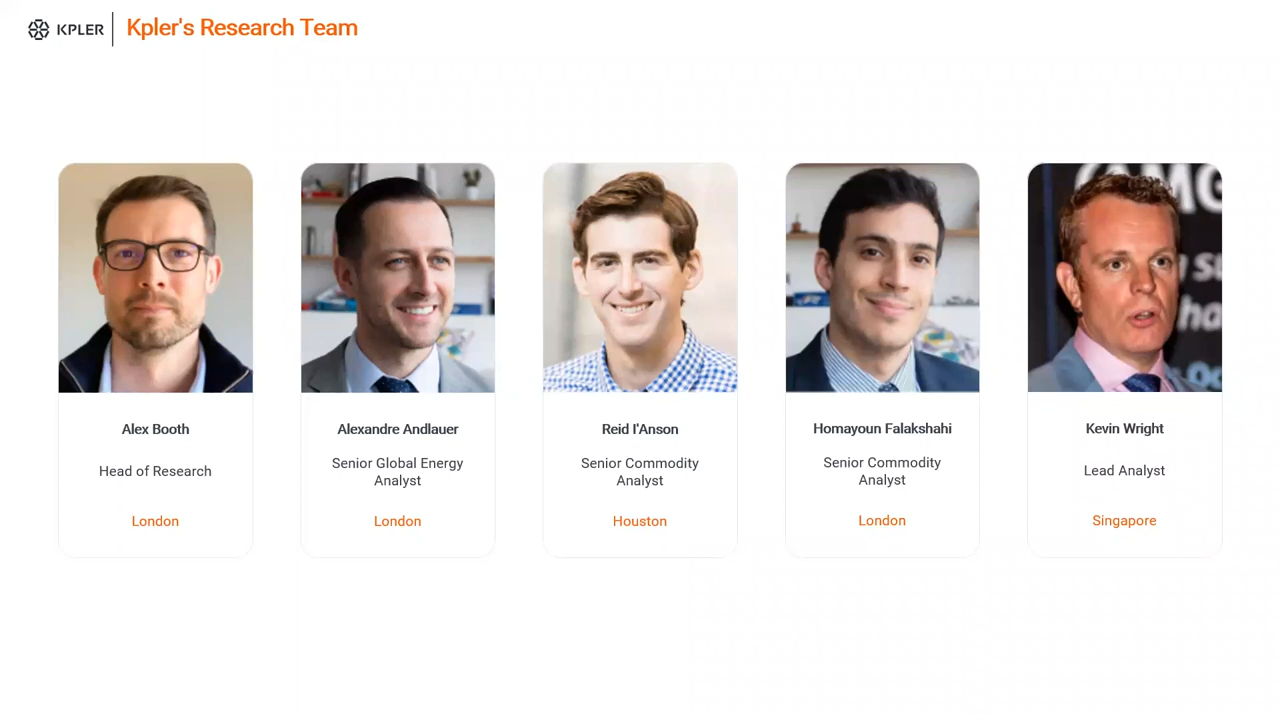 KPLER
Kpler's Research Team
Alex Booth
Head of Research
London
Alexandre Andlauer
Senior Global Energy
Analyst
London
Reid I'Anson
Senior Commodity
Analyst
Houston
Homayoun Falakshahi
Senior Commodity
Analyst
London
Kevin Wright
Lead Analyst
Singapore